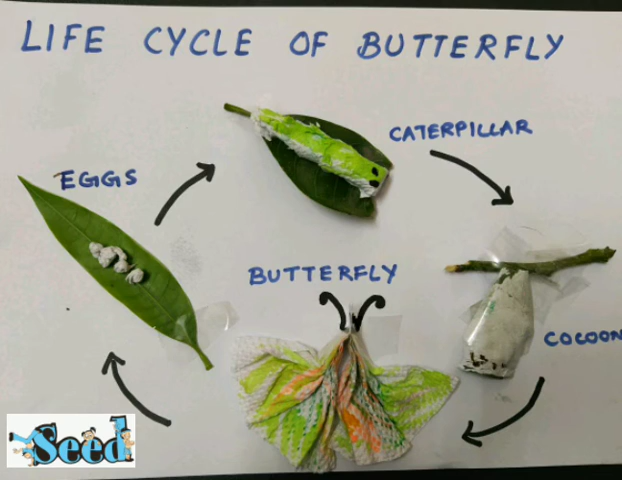 LIFE CYCLE OF BUTTERFLY
CATERPILLAR
EGGS
BUTTERFLY
COCOON
Seed